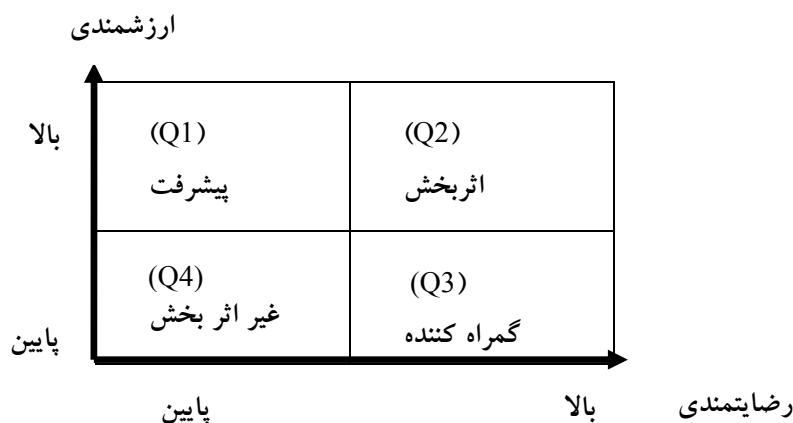 ارزشمندی
بالا
(Q1)
پیشرفت
(Q2)
اثربخش
پایین
(Q4)
غیر اثر بخش
(Q3)
گمراه کننده
پایین
بالا
رضایتمندی